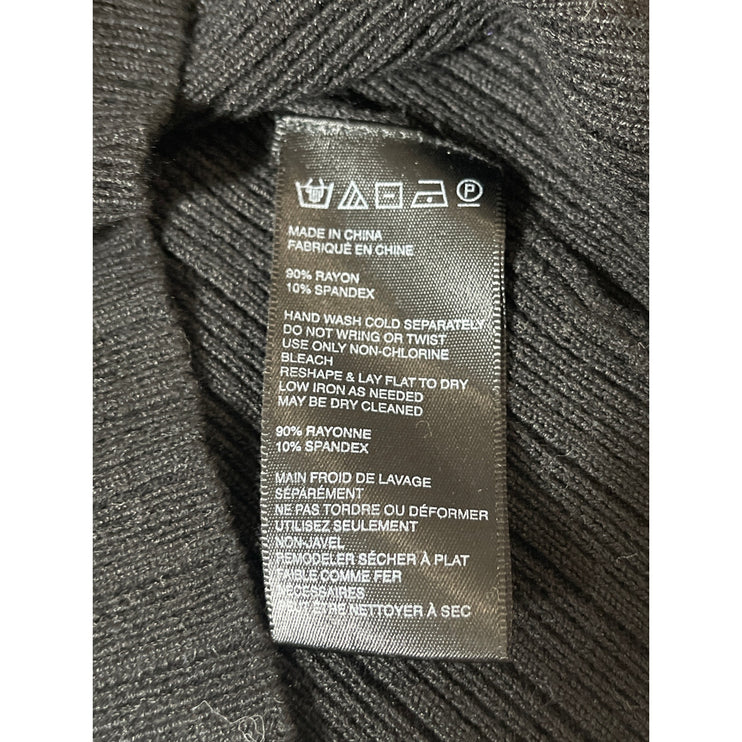 P
MADE IN CHINA
FABRIQUÉ EN CHINE
90% RAYON
10% SPANDEX
HAND WASH COLD SEPARATELY
DO NOT WRING OR TWIST
USE ONLY NON-CHLORINE
BLEACH
RESHAPE & LAY FLAT TO DRY
LOW IRON AS NEEDED
MAY BE DRY CLEANED
90% RAYONNE
10% SPANDEX
MAIN FROID DE LAVAGE
SÉPARÉMENT
NE PAS TORDRE OU DÉFORMER
UTILISEZ SEULEMENT
NON-JAVEL
REMODELER SÉCHER À PLAT
COMME FER
ÊTRE NETTOYER À SEC